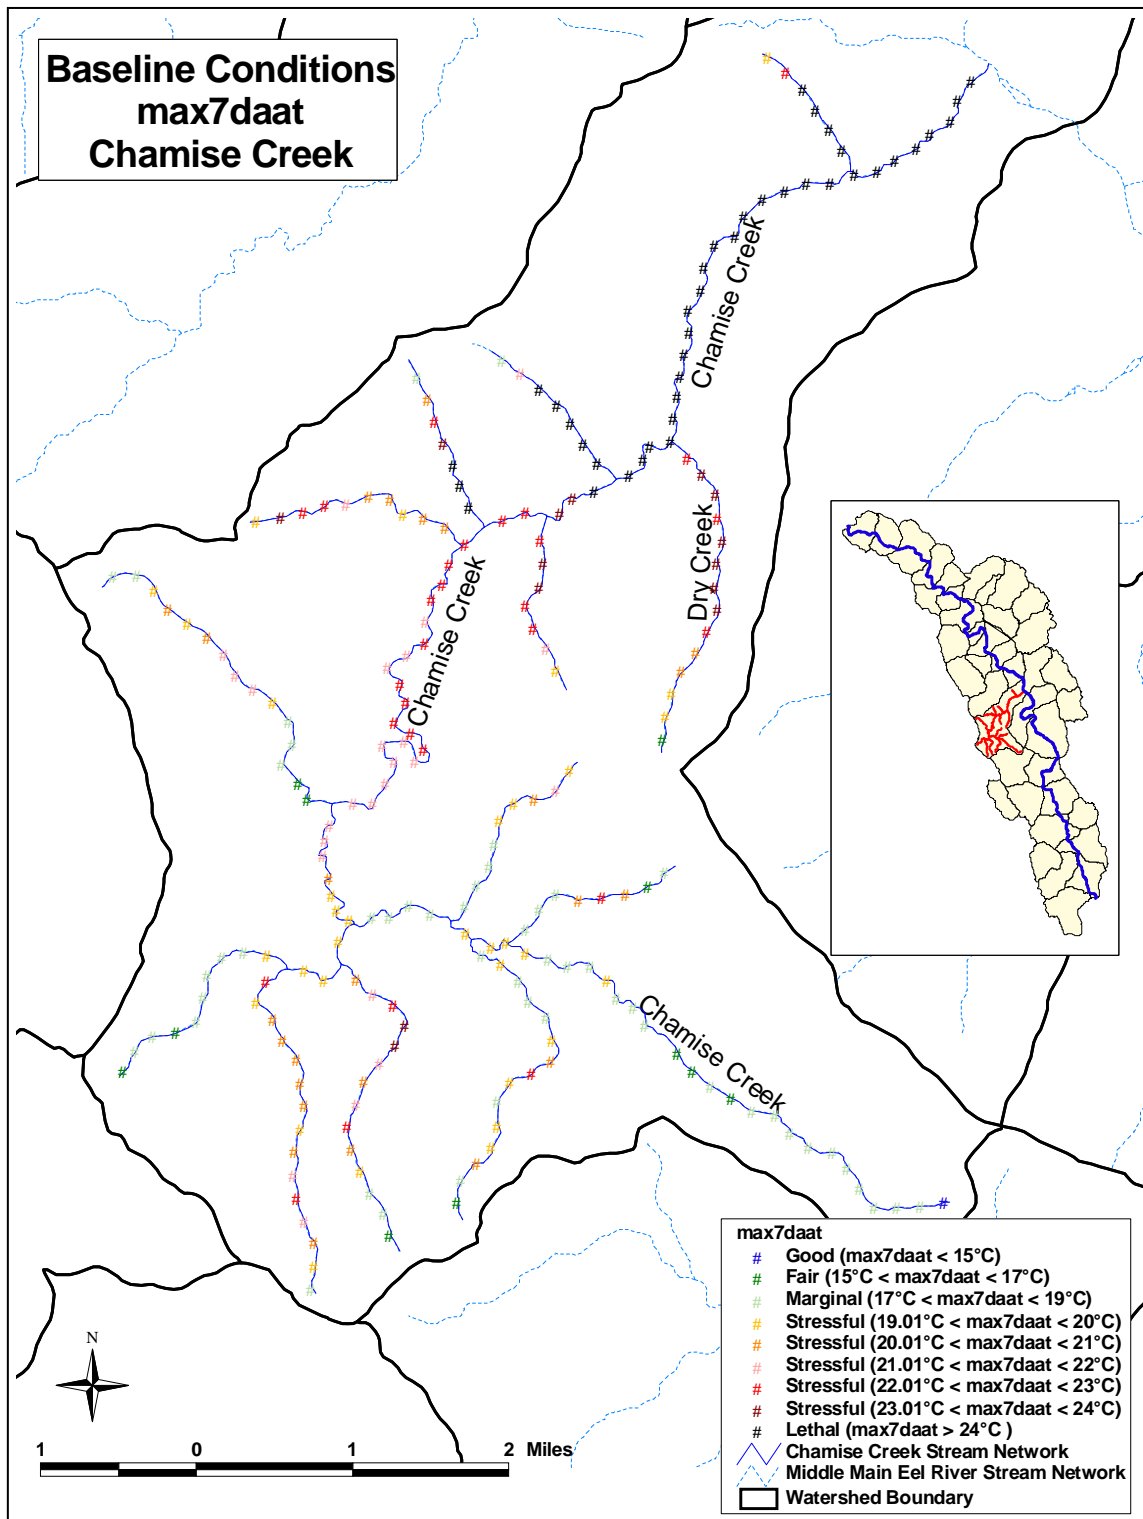 Baseline Conditions
max7daat
Chamise Creek
Chamise Creek
Dry Creek
Chamise Creek
Chamise Creek
max7daat
# Good (max7daat < 15°C)
# Fair (15°C < max7daat < 17°C)
# Marginal (17°C < max7daat < 19°C)
# Stressful (19.01°C < max7daat < 20°C)
# Stressful (20.01°C < max7daat < 21°C)
# Stressful (21.01°C < max7daat < 22°C)
# Stressful (22.01°C < max7daat < 23°C)
# Stressful (23.01°C < max7daat < 24°C)
# Lethal (max7daat > 24°C )
Chamise Creek Stream Network
Middle Main Eel River Stream Network
Watershed Boundary
N
1 0 1 2 Miles